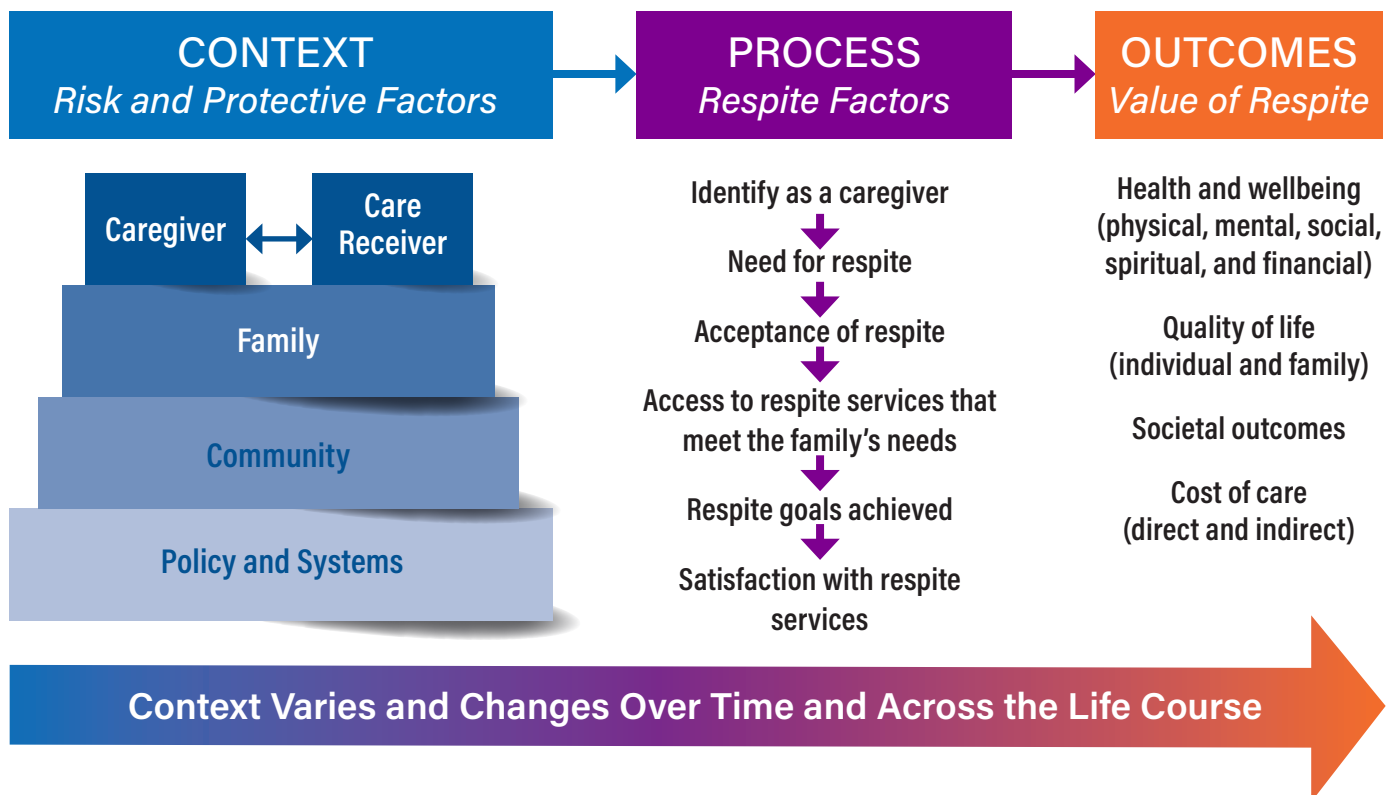 CONTEXT
Risk and Protective Factors
PROCESS
Respite Factors
OUTCOMES
Value of Respite
Caregiver
Care
Receiver
Family
Community
Policy and Systems
Identify as a caregiver
Need for respite
Acceptance of respite
Access to respite services that
meet the family’s needs
Respite goals achieved
Satisfaction with respite
services
Health and wellbeing
(physical, mental, social,
spiritual, and financial)
Quality of life
(individual and family)
Societal outcomes
Cost of care
(direct and indirect)
Context Varies and Changes Over Time and Across the Life Course